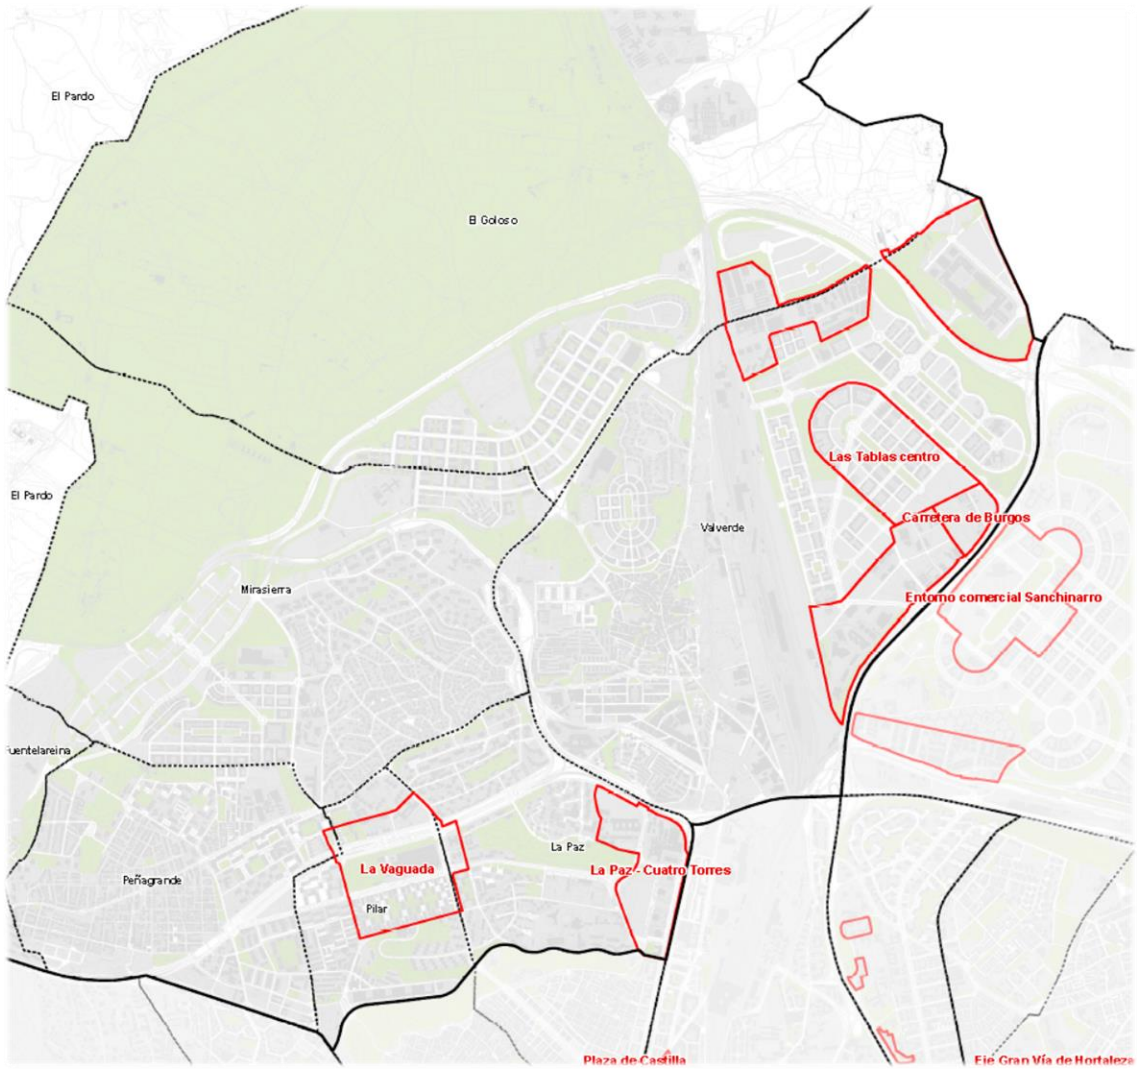 El Pardo
El Goloso
Las Tablas centro
El Pardo
Carretera de Burgos
Valverde
Mirasierra
Entorno comercial Sanchinarro
Fuentelareina
La Paz
La Vaguada
La Paz - Cuatro Torres
Peñagrande
Pilar
Plaza de Castilla
Eje Gran Vía de Hortaleza